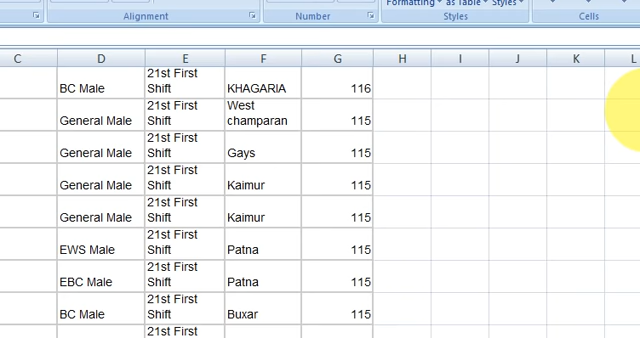 Formatting as Table Styles
Alignment Number Styles Cells
C D E F G H I J K L
BC Male 21st First Shift KHAGARIA 116
General Male 21st First Shift West champaran 115
General Male 21st First Shift Gays 115
General Male 21st First Shift Kaimur 115
General Male 21st First Shift Kaimur 115
EWS Male 21st First Shift Patna 115
EBC Male 21st First Shift Patna 115
BC Male 21st First Shift Buxar 115
21st First